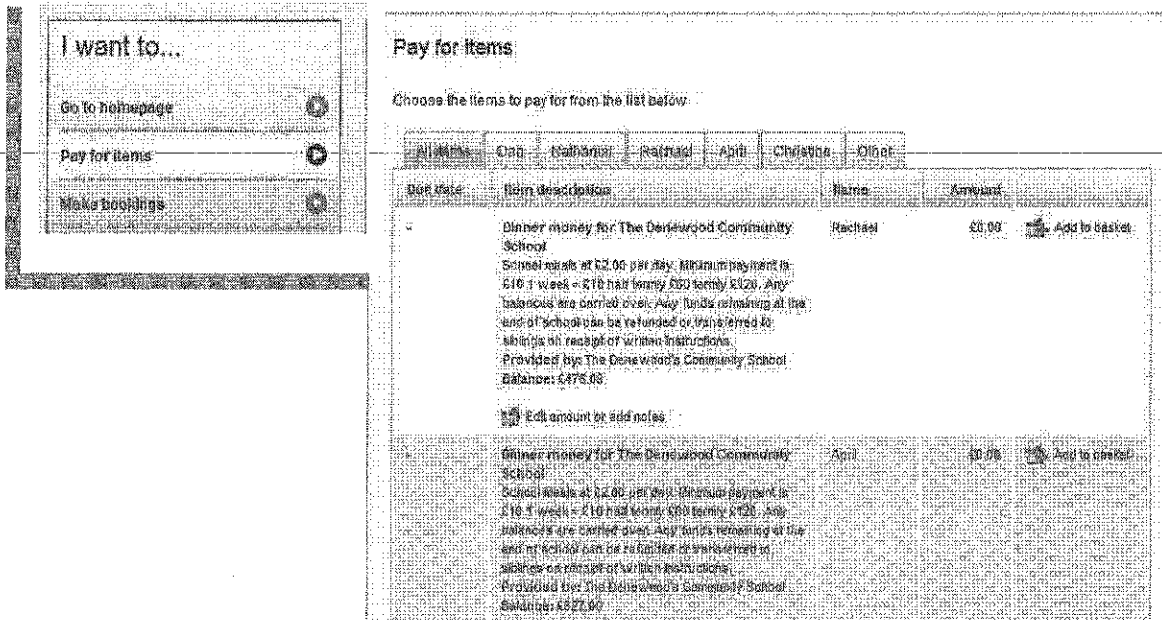 I want to...
Go to homepage
Pay for items
Make bookings
Pay for items
Choose the items to pay for from the list below
All items Dan Nathaniel Rachael April Christine Other
Due date Item description Name Amount
- Dinner money for The Denewood Community Rachael £0.00 Add to basket
School
School meals at £2.00 per day. Minimum payment is
£10 1 week = £10 half termly £60 termly £120. Any
balances are carried over. Any funds remaining at the
end of school can be refunded or transferred to
siblings on receipt of written instructions.
Provided by: The Denewood's Community School
Balance:
Edit amount or add notes
- Dinner money for The Denewood Community April £0.00 Add to basket
School
School meals at £2.00 per day. Minimum payment is
£10 1 week = £10 half termly £60 termly £120. Any
balances are carried over. Any funds remaining at the
end of school can be refunded or transferred to
siblings on receipt of written instructions.
Provided by: The Denewood's Community School
Balance: